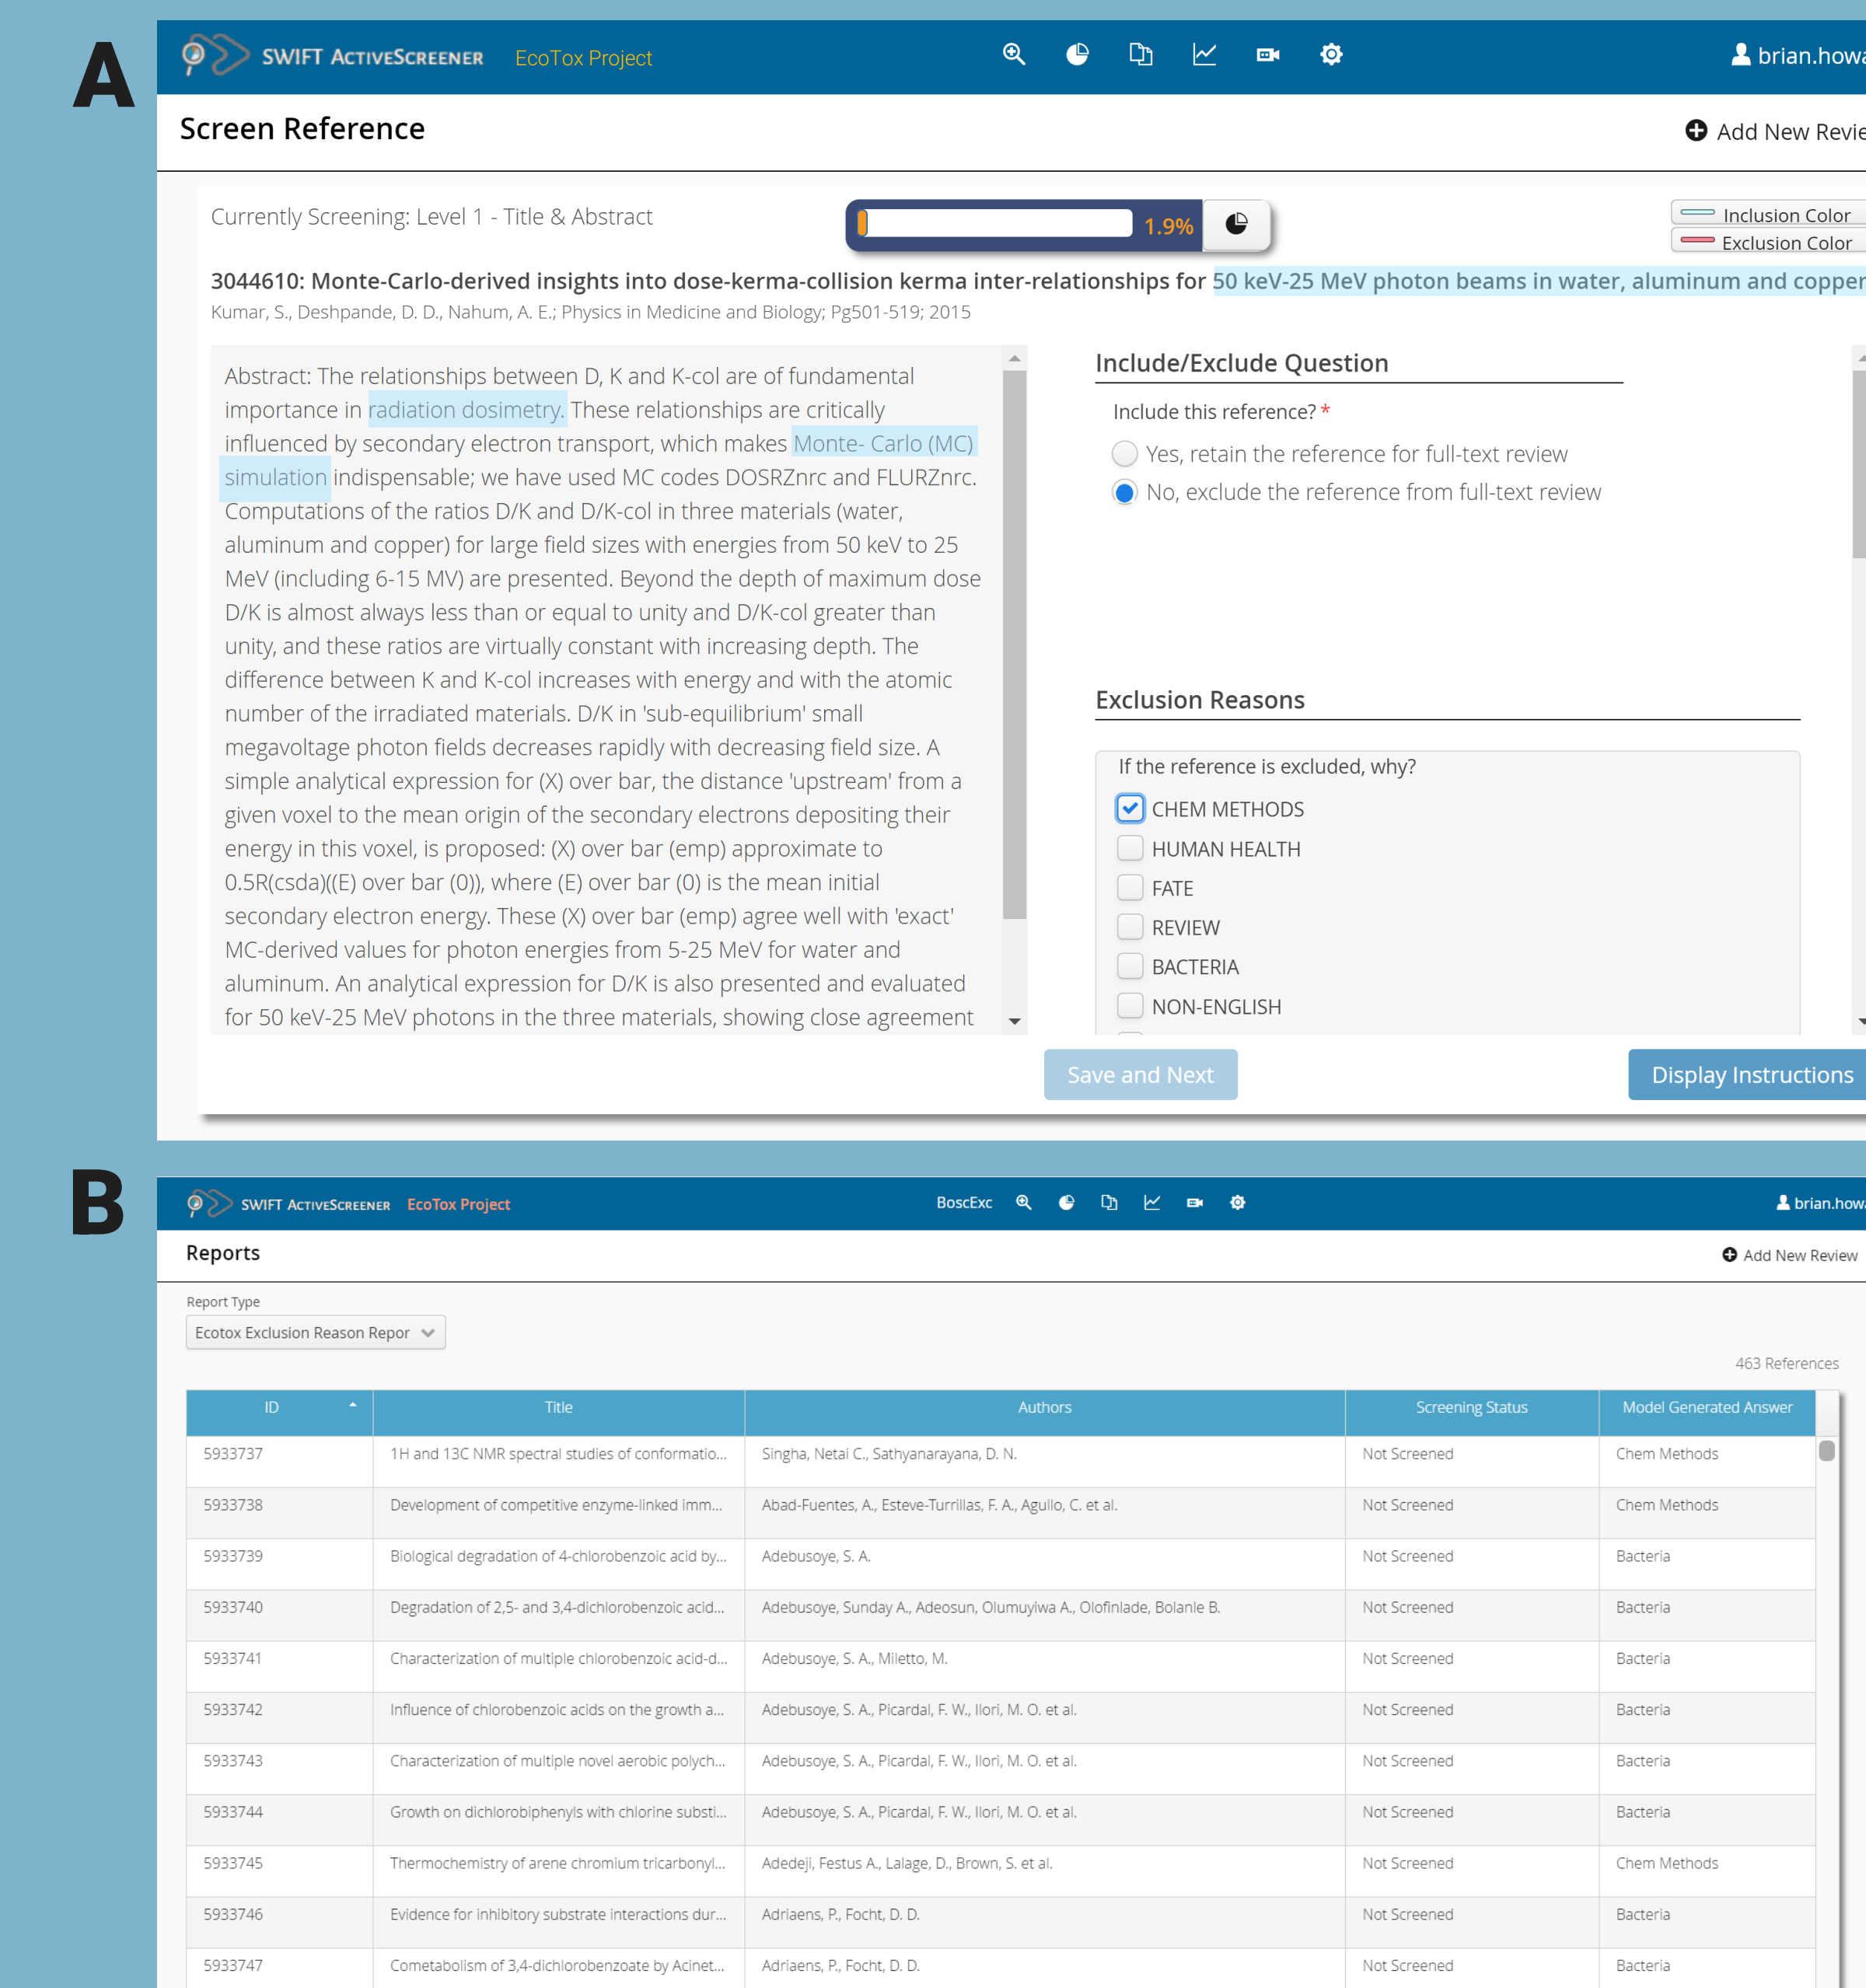 A
SWIFT ACTIVESCREENER EcoTox Project brian.howa
Screen Reference Add New Revie
Currently Screening: Level 1 - Title & Abstract 1.9% Inclusion Color
Exclusion Color
3044610: Monte-Carlo-derived insights into dose-kerma-collision kerma inter-relationships for 50 keV-25 MeV photon beams in water, aluminum and copper
Kumar, S., Deshpande, D. D., Nahum, A. E.; Physics in Medicine and Biology; Pg501-519; 2015
Abstract: The relationships between D, K and K-col are of fundamental
importance in radiation dosimetry. These relationships are critically
influenced by secondary electron transport, which makes Monte- Carlo (MC)
simulation indispensable; we have used MC codes DOSRZnrc and FLURZnrc.
Computations of the ratios D/K and D/K-col in three materials (water,
aluminum and copper) for large field sizes with energies from 50 keV to 25
MeV (including 6-15 MV) are presented. Beyond the depth of maximum dose
D/K is almost always less than or equal to unity and D/K-col greater than
unity, and these ratios are virtually constant with increasing depth. The
difference between K and K-col increases with energy and with the atomic
number of the irradiated materials. D/K in 'sub-equilibrium' small
megavoltage photon fields decreases rapidly with decreasing field size. A
simple analytical expression for (X) over bar, the distance 'upstream' from a
given voxel to the mean origin of the secondary electrons depositing their
energy in this voxel, is proposed: (X) over bar (emp) approximate to
0.5R(csda)((E) over bar (0)), where (E) over bar (0) is the mean initial
secondary electron energy. These (X) over bar (emp) agree well with 'exact'
MC-derived values for photon energies from 5-25 MeV for water and
aluminum. An analytical expression for D/K is also presented and evaluated
for 50 keV-25 MeV photons in the three materials, showing close agreement
Include/Exclude Question
Include this reference? *
Yes, retain the reference for full-text review
No, exclude the reference from full-text review
Exclusion Reasons
If the reference is excluded, why?
CHEM METHODS
HUMAN HEALTH
FATE
REVIEW
BACTERIA
NON-ENGLISH
Save and Next Display Instructions
B
SWIFT ACTIVESCREENER EcoTox Project BoscExc brian.howa
Reports Add New Review
Report Type
Ecotox Exclusion Reason Repor
463 References
ID Title Authors Screening Status Model Generated Answer
5933737 1H and 13C NMR spectral studies of conformatio... Singha, Netai C., Sathyanarayana, D. N. Not Screened Chem Methods
5933738 Development of competitive enzyme-linked imm... Abad-Fuentes, A., Esteve-Turrillas, F. A., Agullo, C. et al. Not Screened Chem Methods
5933739 Biological degradation of 4-chlorobenzoic acid by... Adebusoye, S. A. Not Screened Bacteria
5933740 Degradation of 2,5- and 3,4-dichlorobenzoic acid... Adebusoye, Sunday A., Adeosun, Olumuyiwa A., Olofinlade, Bolanle B. Not Screened Bacteria
5933741 Characterization of multiple chlorobenzoic acid-d... Adebusoye, S. A., Miletto, M. Not Screened Bacteria
5933742 Influence of chlorobenzoic acids on the growth a... Adebusoye, S. A., Picardal, F. W., Ilori, M. O. et al. Not Screened Bacteria
5933743 Characterization of multiple novel aerobic polych... Adebusoye, S. A., Picardal, F. W., Ilori, M. O. et al. Not Screened Bacteria
5933744 Growth on dichlorobiphenyls with chlorine substi... Adebusoye, S. A., Picardal, F. W., Ilori, M. O. et al. Not Screened Bacteria
5933745 Thermochemistry of arene chromium tricarbonyl... Adedeji, Festus A., Lalage, D., Brown, S. et al. Not Screened Chem Methods
5933746 Evidence for inhibitory substrate interactions dur... Adriaens, P., Focht, D. D. Not Screened Bacteria
5933747 Cometabolism of 3,4-dichlorobenzoate by Acinet... Adriaens, P., Focht, D. D. Not Screened Bacteria